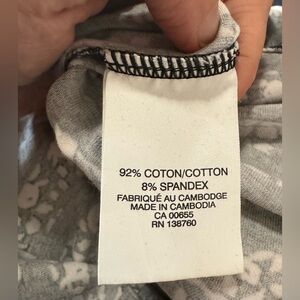 92% COTON/COTTON
8% SPANDEX
FABRIQUÉ AU CAMBODGE
MADE IN CAMBODIA
CA 00655
RN 138760